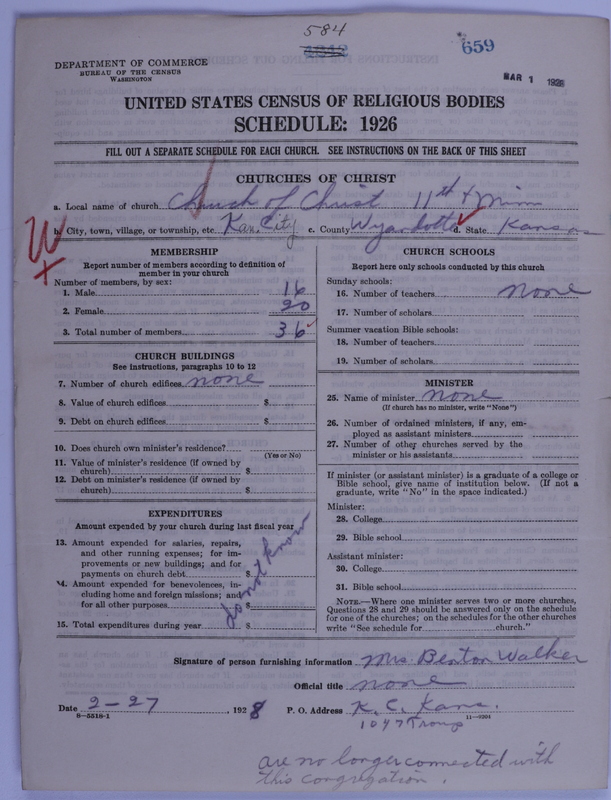 584
659
DEPARTMENT OF COMMERCE
BUREAU OF THE CENSUS
WASHINGTON
MAR 1 1928
UNITED STATES CENSUS OF RELIGIOUS BODIES
SCHEDULE: 1926
FILL OUT A SEPARATE SCHEDULE FOR EACH CHURCH. SEE INSTRUCTIONS ON THE BACK OF THIS SHEET
CHURCHES OF CHRIST
a. Local name of church Church of Christ 11th & Minn
b. City, town, village, or township, etc. Kan. City c. County Wyandotte d. State Kansas
W
x
MEMBERSHIP
Report number of members according to definition of
member in your church
Number of members, by sex:
1. Male 16
2. Female 20
3. Total number of members 36
CHURCH BUILDINGS
See instructions, paragraphs 10 to 12
7. Number of church edifices none
8. Value of church edifices $
9. Debt on church edifices $
10. Does church own minister's residence?
(Yes or No)
11. Value of minister's residence (if owned by
church) $
12. Debt on minister's residence (if owned by
church) $
EXPENDITURES
Amount expended by your church during last fiscal year
13. Amount expended for salaries, repairs,
and other running expenses; for im-
provements or new buildings; and for
payments on church debt $
14. Amount expended for benevolences, in-
cluding home and foreign missions; and
for all other purposes $
15. Total expenditures during year $
do not know
CHURCH SCHOOLS
Report here only schools conducted by this church
Sunday schools:
16. Number of teachers none
17. Number of scholars
Summer vacation Bible schools:
18. Number of teachers
19. Number of scholars
MINISTER
25. Name of minister none
(If church has no minister, write "None")
26. Number of ordained ministers, if any, em-
ployed as assistant ministers
27. Number of other churches served by the
minister or his assistants
If minister (or assistant minister) is a graduate of a college or
Bible school, give name of institution below. (If not a
graduate, write "No" in the space indicated.)
Minister:
28. College
29. Bible school
Assistant minister:
30. College
31. Bible school
NOTE.—Where one minister serves two or more churches,
Questions 28 and 29 should be answered only on the schedule
for one of the churches; on the schedules for the other churches
write "See schedule for church."
Signature of person furnishing information Mrs. Benton Walker
Official title none
Date 2-27, 1928 P. O. Address K. C. Kans.
8—5318-1 11—9204
1047 Troup
are no longer connected with
this congregation.